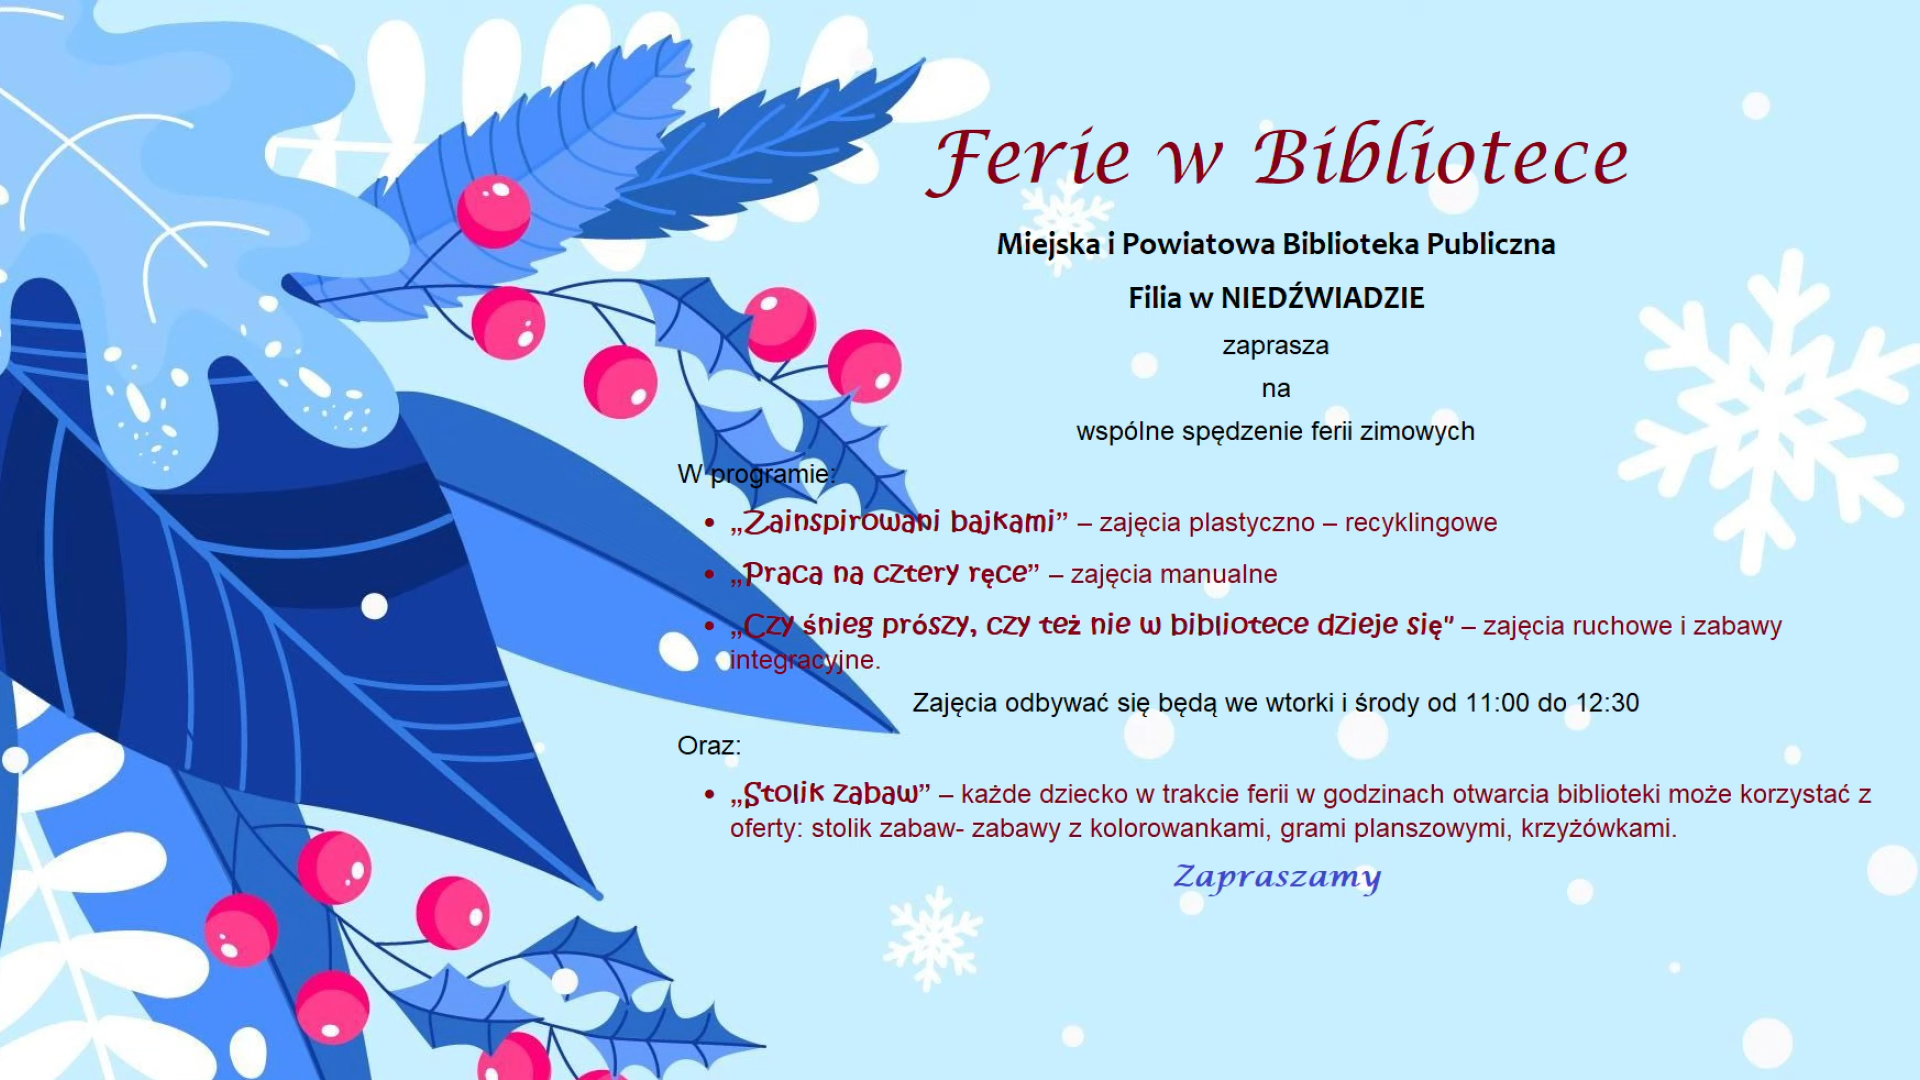 Ferie w Bibliotece
Miejska i Powiatowa Biblioteka Publiczna
Filia w NIEDŹWIADZIE
zaprasza
na
wspólne spędzenie ferii zimowych
W programie:
• „Zainspirowani bajkami” – zajęcia plastyczno – recyklingowe
• „Praca na cztery ręce” – zajęcia manualne
• „Czy śnieg prószy, czy też nie w bibliotece dzieje się" – zajęcia ruchowe i zabawy
integracyjne.
Zajęcia odbywać się będą we wtorki i środy od 11:00 do 12:30
Oraz:
• „Stolik zabaw” – każde dziecko w trakcie ferii w godzinach otwarcia biblioteki może korzystać z
oferty: stolik zabaw- zabawy z kolorowankami, grami planszowymi, krzyżówkami.
Zapraszamy